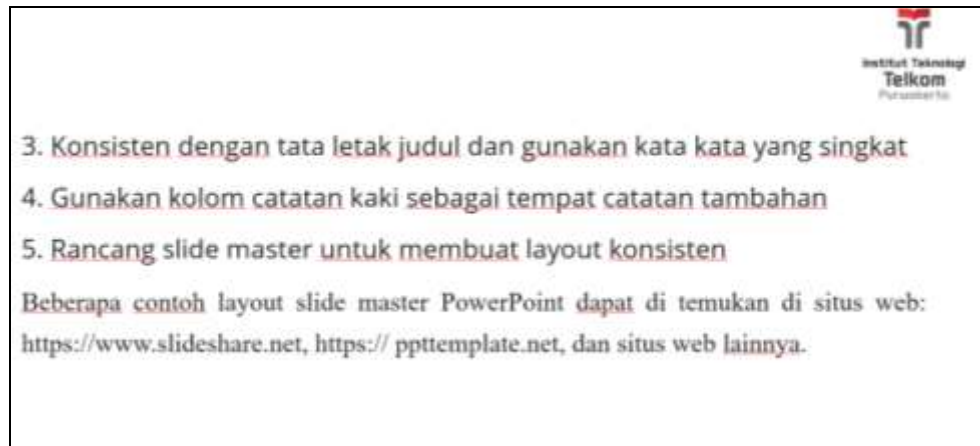 Institut Teknologi
Telkom
Purwokerto
3. Konsisten dengan tata letak judul dan gunakan kata kata yang singkat
4. Gunakan kolom catatan kaki sebagai tempat catatan tambahan
5. Rancang slide master untuk membuat layout konsisten
Beberapa contoh layout slide master PowerPoint dapat di temukan di situs web:
https://www.slideshare.net, https:// ppttemplate.net, dan situs web lainnya.